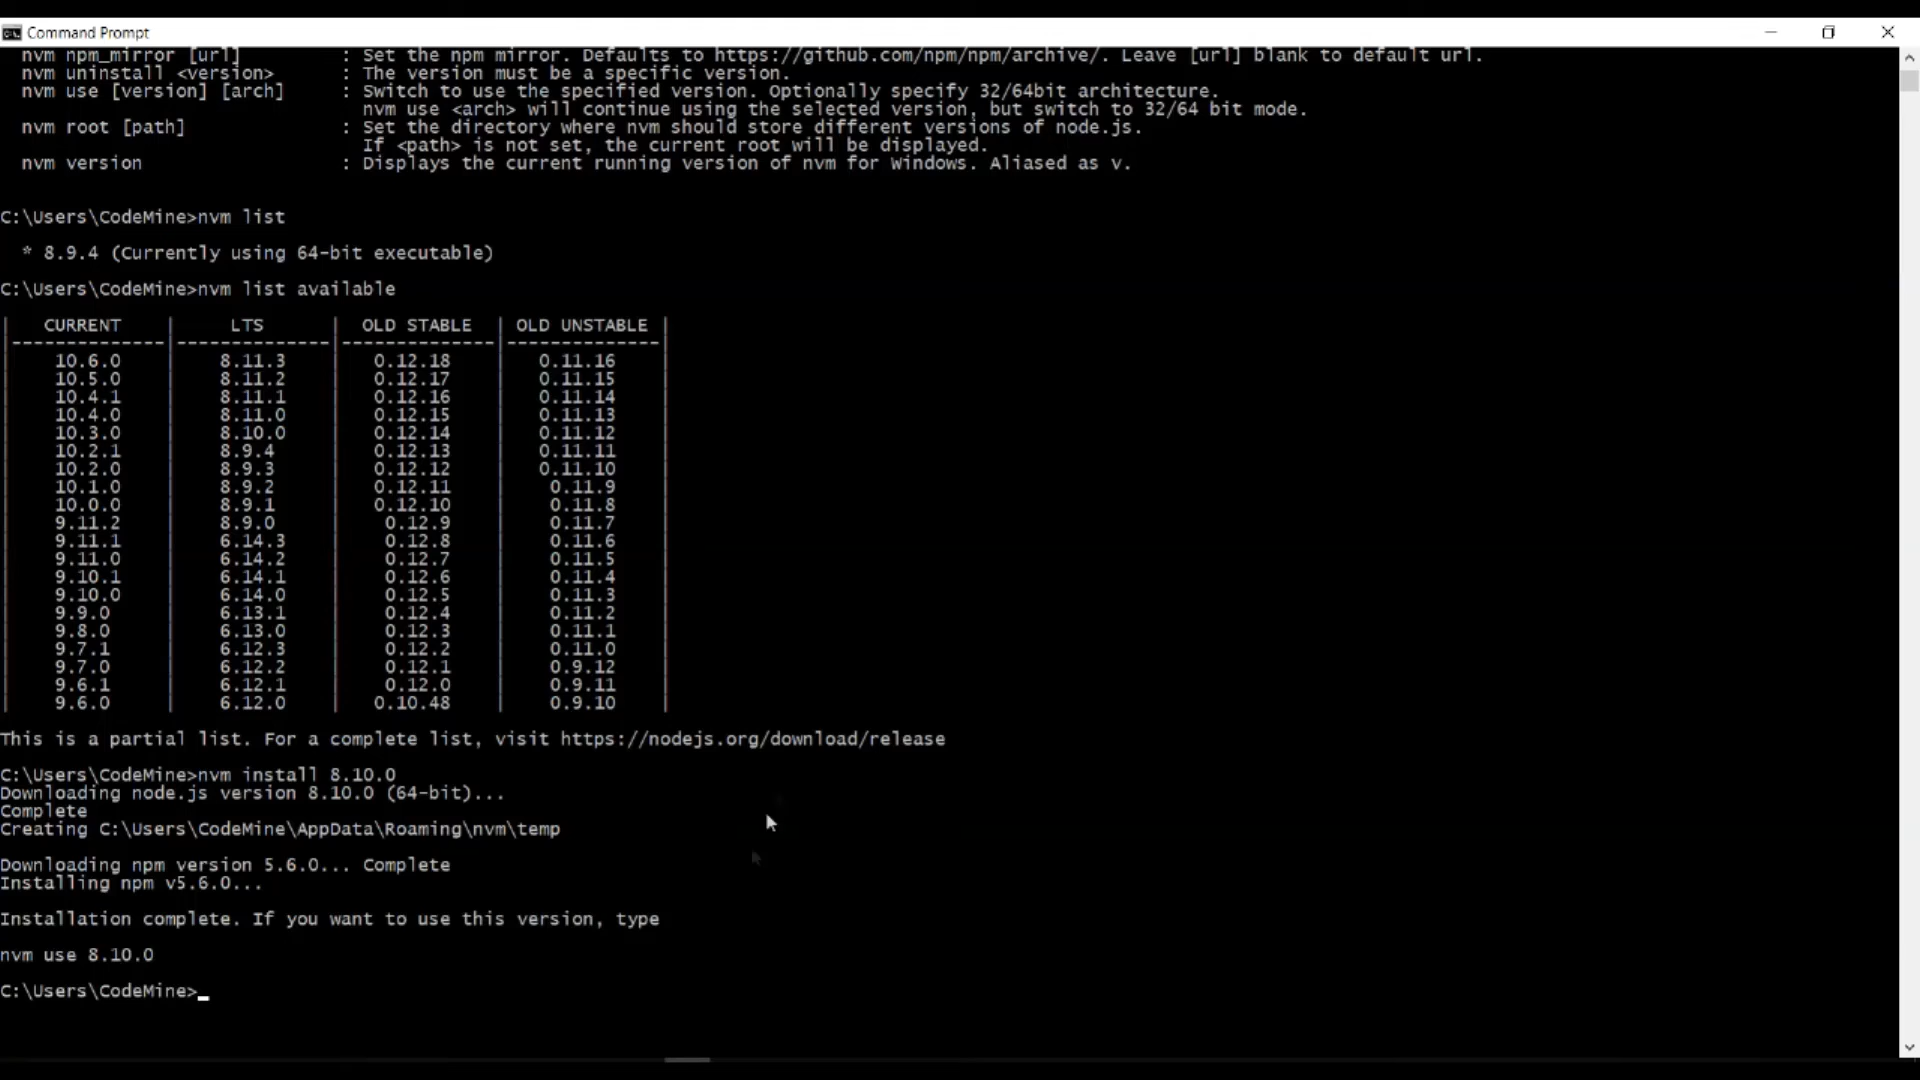 Command Prompt
nvm npm_mirror [url] : Set the npm mirror. Defaults to https://github.com/npm/npm/archive/. Leave [url] blank to default url.
nvm uninstall <version> : The version must be a specific version.
nvm use [version] [arch] : Switch to use the specified version. Optionally specify 32/64bit architecture.
nvm use <arch> will continue using the selected version, but switch to 32/64 bit mode.
nvm root [path] : Set the directory where nvm should store different versions of node.js.
If <path> is not set, the current root will be displayed.
nvm version : Displays the current running version of nvm for Windows. Aliased as v.
C:\Users\CodeMine>nvm list
* 8.9.4 (Currently using 64-bit executable)
C:\Users\CodeMine>nvm list available
| CURRENT | LTS | OLD STABLE | OLD UNSTABLE |
|--------------|--------------|--------------|--------------|
| 10.6.0 | 8.11.3 | 0.12.18 | 0.11.16 |
| 10.5.0 | 8.11.2 | 0.12.17 | 0.11.15 |
| 10.4.1 | 8.11.1 | 0.12.16 | 0.11.14 |
| 10.4.0 | 8.11.0 | 0.12.15 | 0.11.13 |
| 10.3.0 | 8.10.0 | 0.12.14 | 0.11.12 |
| 10.2.1 | 8.9.4 | 0.12.13 | 0.11.11 |
| 10.2.0 | 8.9.3 | 0.12.12 | 0.11.10 |
| 10.1.0 | 8.9.2 | 0.12.11 | 0.11.9 |
| 10.0.0 | 8.9.1 | 0.12.10 | 0.11.8 |
| 9.11.2 | 8.9.0 | 0.12.9 | 0.11.7 |
| 9.11.1 | 6.14.3 | 0.12.8 | 0.11.6 |
| 9.11.0 | 6.14.2 | 0.12.7 | 0.11.5 |
| 9.10.1 | 6.14.1 | 0.12.6 | 0.11.4 |
| 9.10.0 | 6.14.0 | 0.12.5 | 0.11.3 |
| 9.9.0 | 6.13.1 | 0.12.4 | 0.11.2 |
| 9.8.0 | 6.13.0 | 0.12.3 | 0.11.1 |
| 9.7.1 | 6.12.3 | 0.12.2 | 0.11.0 |
| 9.7.0 | 6.12.2 | 0.12.1 | 0.9.12 |
| 9.6.1 | 6.12.1 | 0.12.0 | 0.9.11 |
| 9.6.0 | 6.12.0 | 0.10.48 | 0.9.10 |
This is a partial list. For a complete list, visit https://nodejs.org/download/release
C:\Users\CodeMine>nvm install 8.10.0
Downloading node.js version 8.10.0 (64-bit)...
Complete
Creating C:\Users\CodeMine\AppData\Roaming\nvm\temp
Downloading npm version 5.6.0... Complete
Installing npm v5.6.0...
Installation complete. If you want to use this version, type
nvm use 8.10.0
C:\Users\CodeMine>_